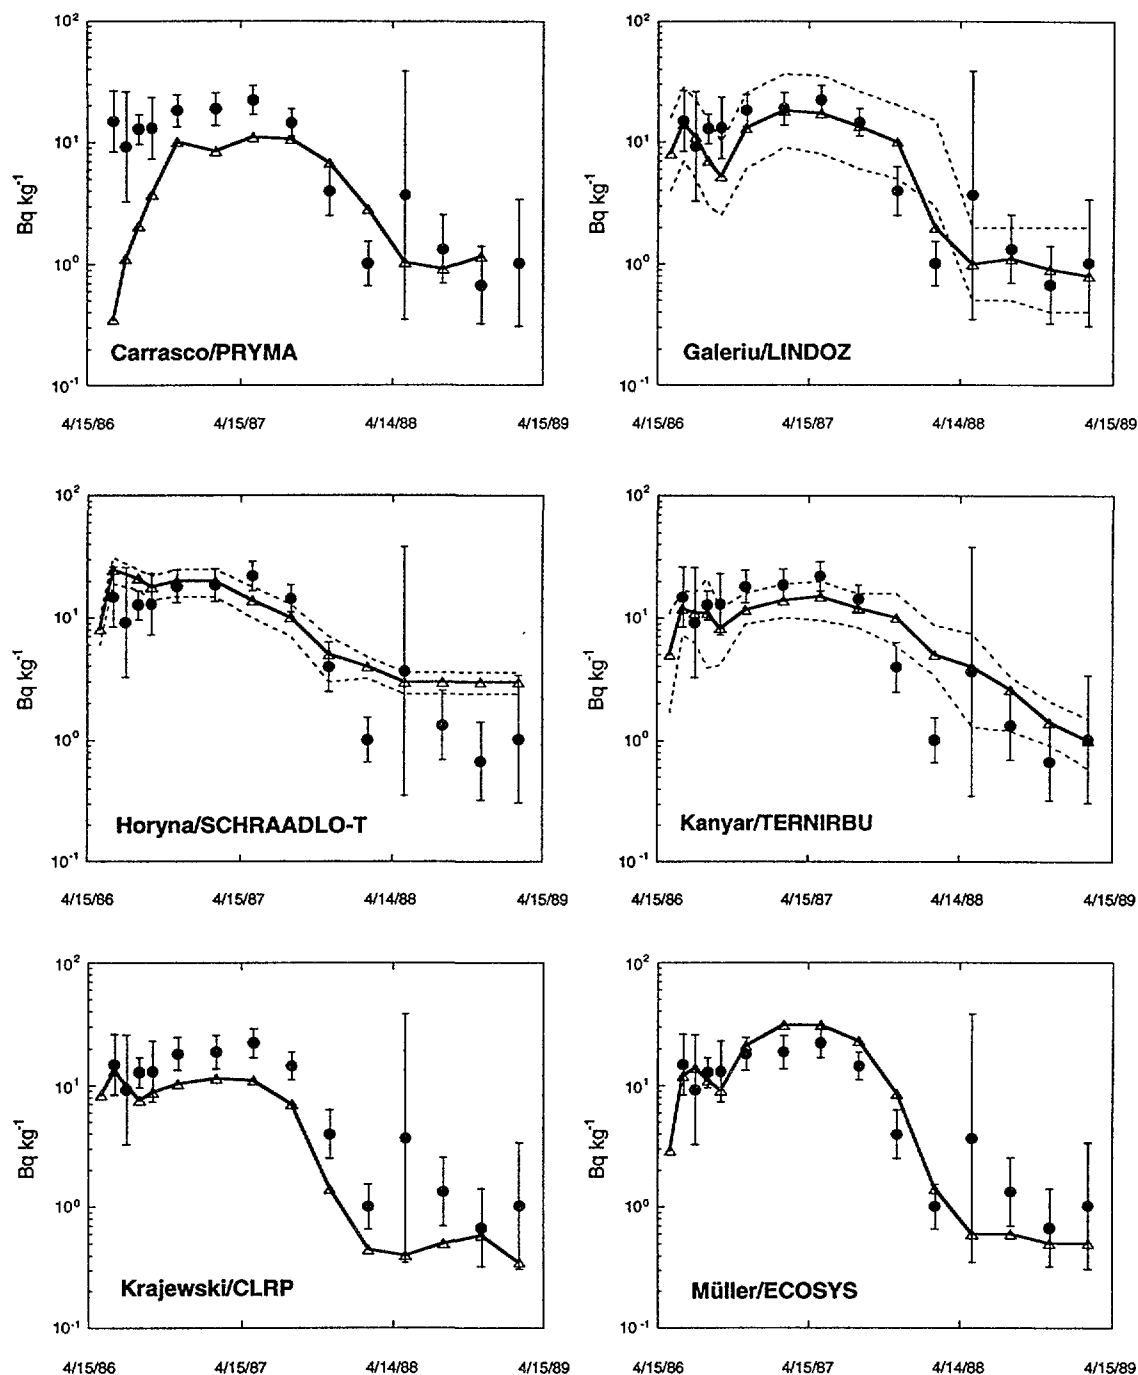 10²
10¹
10⁰
10⁻¹
Bq kg⁻¹
Carrasco/PRYMA
4/15/86 4/15/87 4/14/88 4/15/89
10²
10¹
10⁰
10⁻¹
Bq kg⁻¹
Galeriu/LINDOZ
4/15/86 4/15/87 4/14/88 4/15/89
10²
10¹
10⁰
10⁻¹
Bq kg⁻¹
Horyna/SCHRAADLO-T
4/15/86 4/15/87 4/14/88 4/15/89
10²
10¹
10⁰
10⁻¹
Bq kg⁻¹
Kanyar/TERNIRBU
4/15/86 4/15/87 4/14/88 4/15/89
10²
10¹
10⁰
10⁻¹
Bq kg⁻¹
Krajewski/CLRP
4/15/86 4/15/87 4/14/88 4/15/89
10²
10¹
10⁰
10⁻¹
Bq kg⁻¹
Müller/ECOSYS
4/15/86 4/15/87 4/14/88 4/15/89